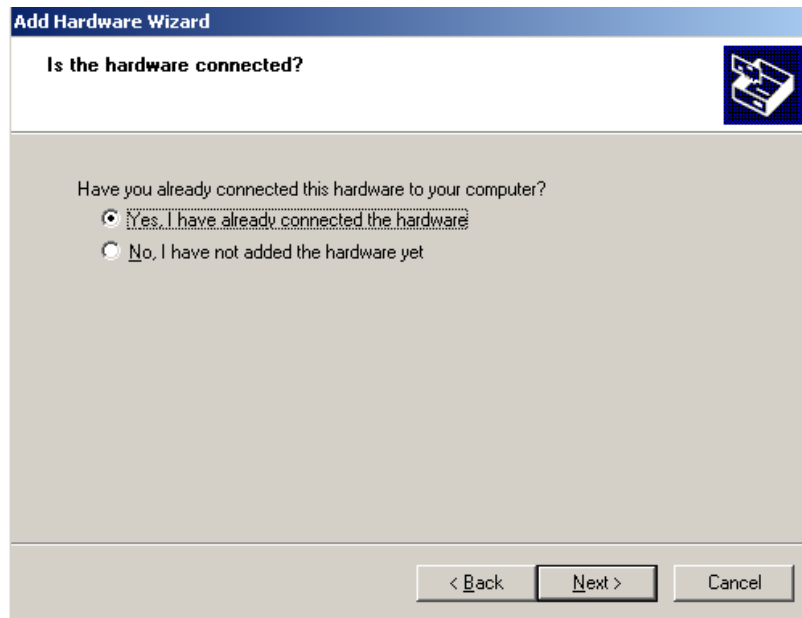 Add Hardware Wizard
Is the hardware connected?
Have you already connected this hardware to your computer?
Yes, I have already connected the hardware
No, I have not added the hardware yet
< Back Next > Cancel